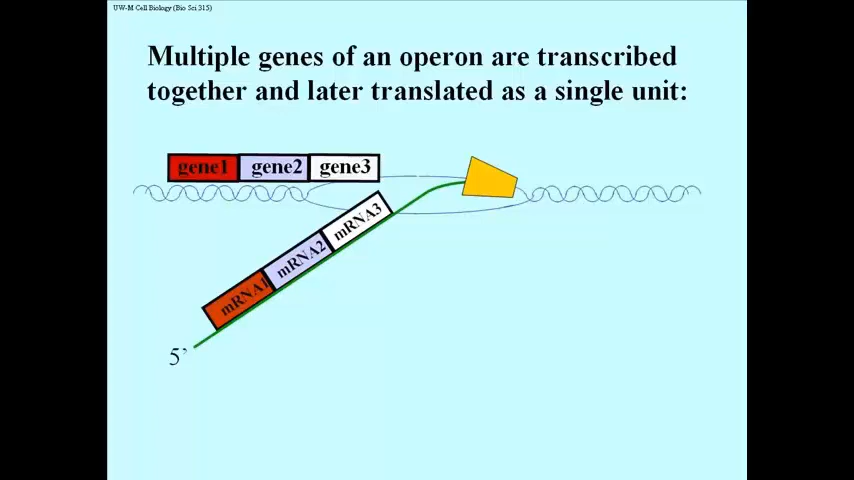 UW-M Cell Biology (Bio Sci 315)
Multiple genes of an operon are transcribed
together and later translated as a single unit:
gene1 gene2 gene3
mRNA3
mRNA2
mRNA1
5’